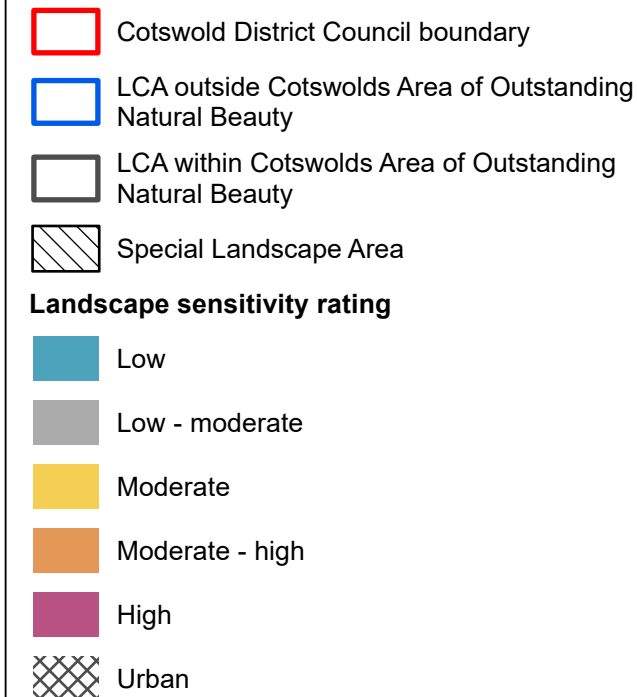 Cotswold District Council boundary
LCA outside Cotswolds Area of Outstanding
Natural Beauty
LCA within Cotswolds Area of Outstanding
Natural Beauty
Special Landscape Area
Landscape sensitivity rating
Low
Low - moderate
Moderate
Moderate - high
High
Urban